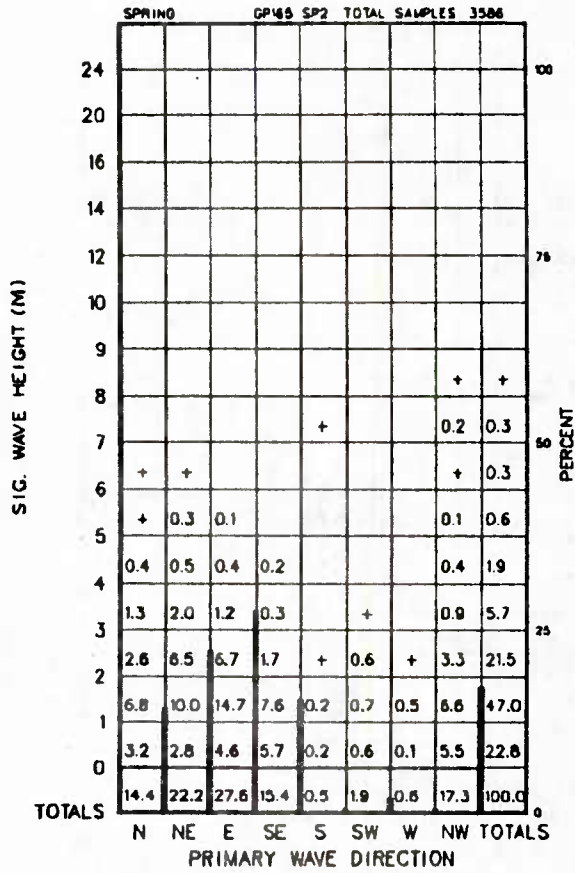 SPRING GP165 SP2 TOTAL SAMPLES 3586
24 100
20
16
14
12 75
10
9
8 + +
7 + 0.2 0.3 50
6 + + + 0.3
5 + 0.3 0.1 0.1 0.6
4 0.4 0.5 0.4 0.2 0.4 1.9
3 1.3 2.0 1.2 0.3 + 0.9 5.7 25
2 2.6 6.5 6.7 1.7 + 0.6 + 3.3 21.5
1 6.8 10.0 14.7 7.6 0.2 0.7 0.5 6.6 47.0
0 3.2 2.8 4.6 5.7 0.2 0.6 0.1 5.5 22.8
TOTALS 14.4 22.2 27.6 15.4 0.5 1.9 0.6 17.3 100.0 0
N NE E SE S SW W NW TOTALS
PRIMARY WAVE DIRECTION
SIG. WAVE HEIGHT (M)
PERCENT